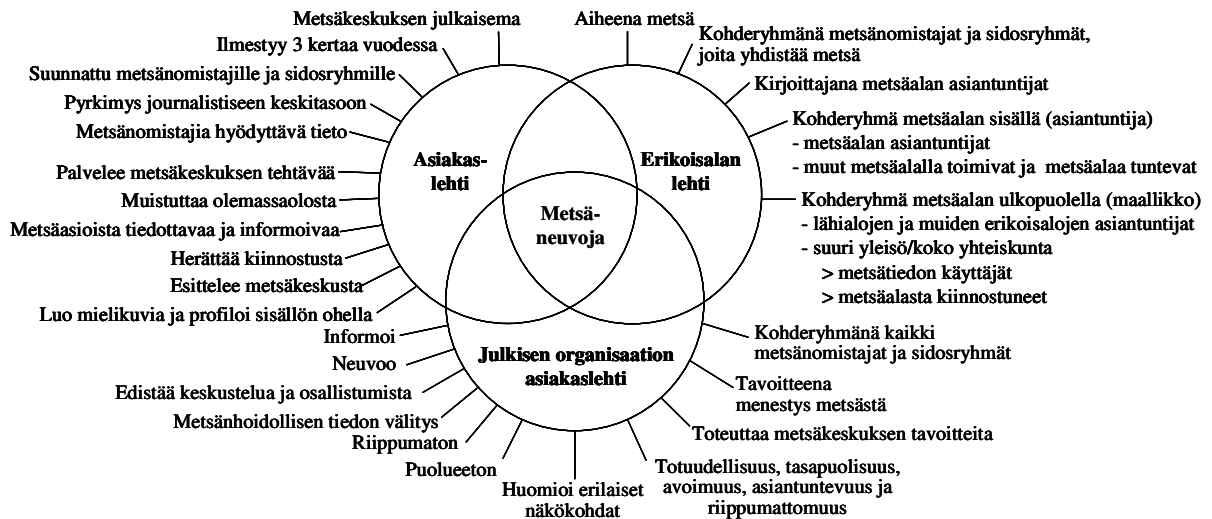 Metsäkeskuksen julkaisema
Ilmestyy 3 kertaa vuodessa
Suunnattu metsänomistajille ja sidosryhmille
Pyrkimys journalistiseen keskitasoon
Metsänomistajia hyödyttävä tieto
Palvelee metsäkeskuksen tehtävää
Muistuttaa olemassaolosta
Metsäasioista tiedottavaa ja informoivaa
Herättää kiinnostusta
Esittelee metsäkeskusta
Luo mielikuvia ja profiloi sisällön ohella
Asiakas-
lehti
Aiheena metsä
Kohderyhmänä metsänomistajat ja sidosryhmät,
joita yhdistää metsä
Kirjoittajana metsäalan asiantuntijat
Kohderyhmä metsäalan sisällä (asiantuntija)
- metsäalan asiantuntijat
- muut metsäalalla toimivat ja metsäalaa tuntevat
Kohderyhmä metsäalan ulkopuolella (maallikko)
- lähialojen ja muiden erikoisalojen asiantuntijat
- suuri yleisö/koko yhteiskunta
> metsätiedon käyttäjät
> metsäalasta kiinnostuneet
Erikoisalan
lehti
Metsä-
neuvoja
Informoi
Neuvoo
Edistää keskustelua ja osallistumista
Metsänhoidollisen tiedon välitys
Riippumaton
Puolueeton
Huomioi erilaiset
näkökohdat
Julkisen organisaation
asiakaslehti
Kohderyhmänä kaikki
metsänomistajat ja sidosryhmät
Tavoitteena
menestys metsästä
Toteuttaa metsäkeskuksen tavoitteita
Totuudellisuus, tasapuolisuus,
avoimuus, asiantuntevuus ja
riippumattomuus